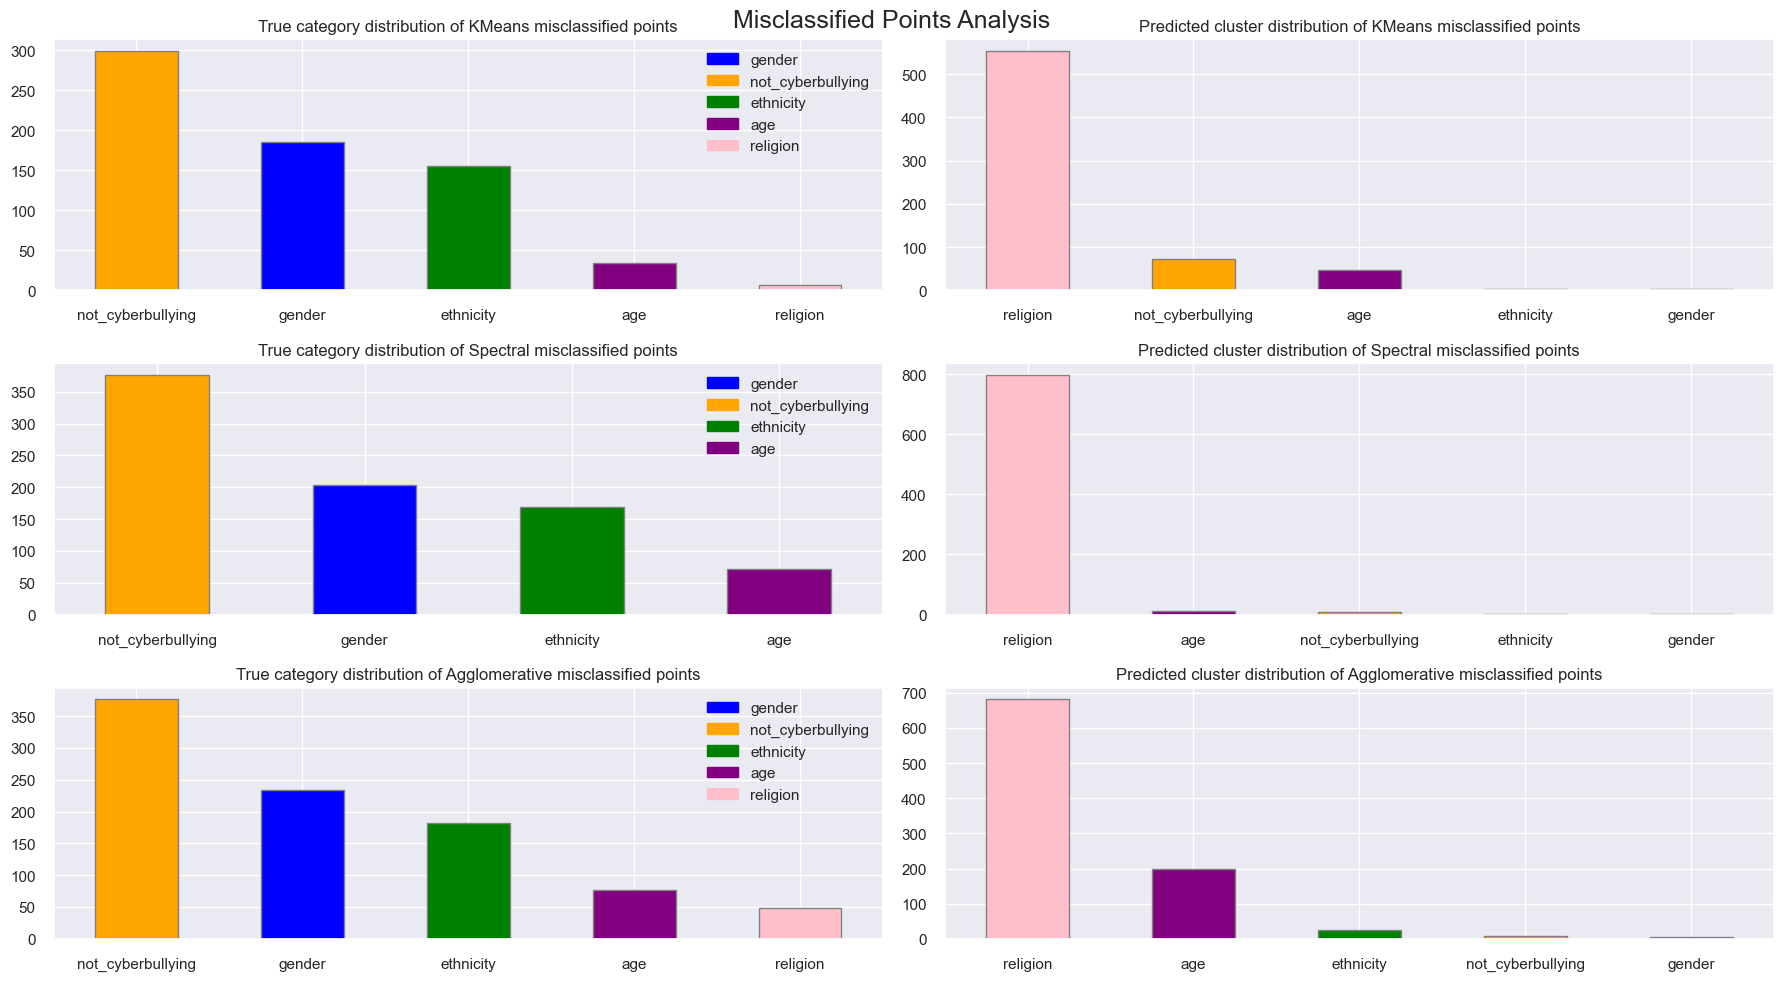 Misclassified Points Analysis
True category distribution of KMeans misclassified points
300
250
200
150
100
50
0
not_cyberbullying gender ethnicity age religion
gender
not_cyberbullying
ethnicity
age
religion
Predicted cluster distribution of KMeans misclassified points
500
400
300
200
100
0
religion not_cyberbullying age ethnicity gender
True category distribution of Spectral misclassified points
350
300
250
200
150
100
50
0
not_cyberbullying gender ethnicity age
gender
not_cyberbullying
ethnicity
age
Predicted cluster distribution of Spectral misclassified points
800
600
400
200
0
religion age not_cyberbullying ethnicity gender
True category distribution of Agglomerative misclassified points
350
300
250
200
150
100
50
0
not_cyberbullying gender ethnicity age religion
gender
not_cyberbullying
ethnicity
age
religion
Predicted cluster distribution of Agglomerative misclassified points
700
600
500
400
300
200
100
0
religion age ethnicity not_cyberbullying gender